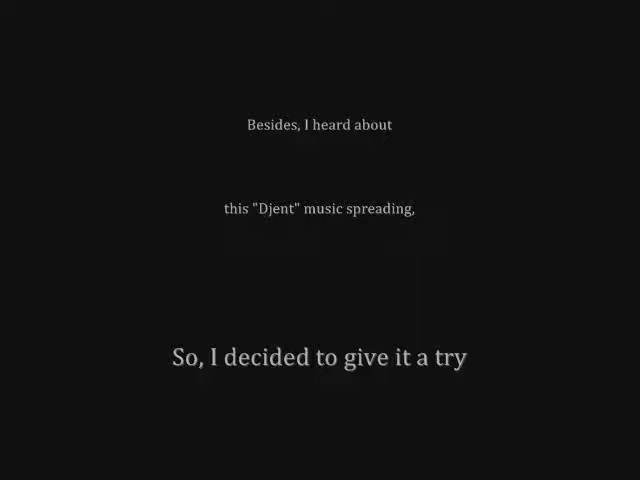 Besides, I heard about
this "Djent" music spreading,
So, I decided to give it a try